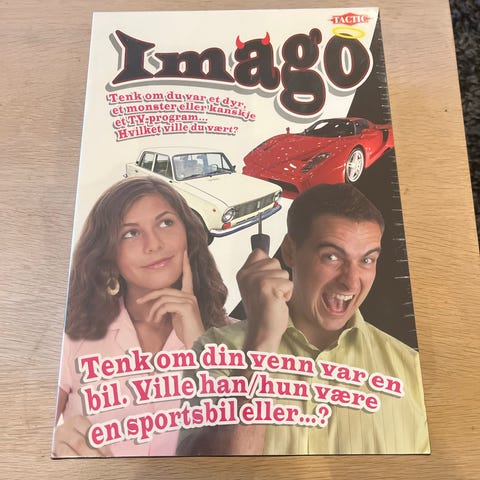 TACTIC
Imago
Tenk om du var et dyr,
et monster eller kanskje
et TV-program...
Hvilket ville du vært?
Tenk om din venn var en
bil. Ville han/hun være
en sportsbil eller...?